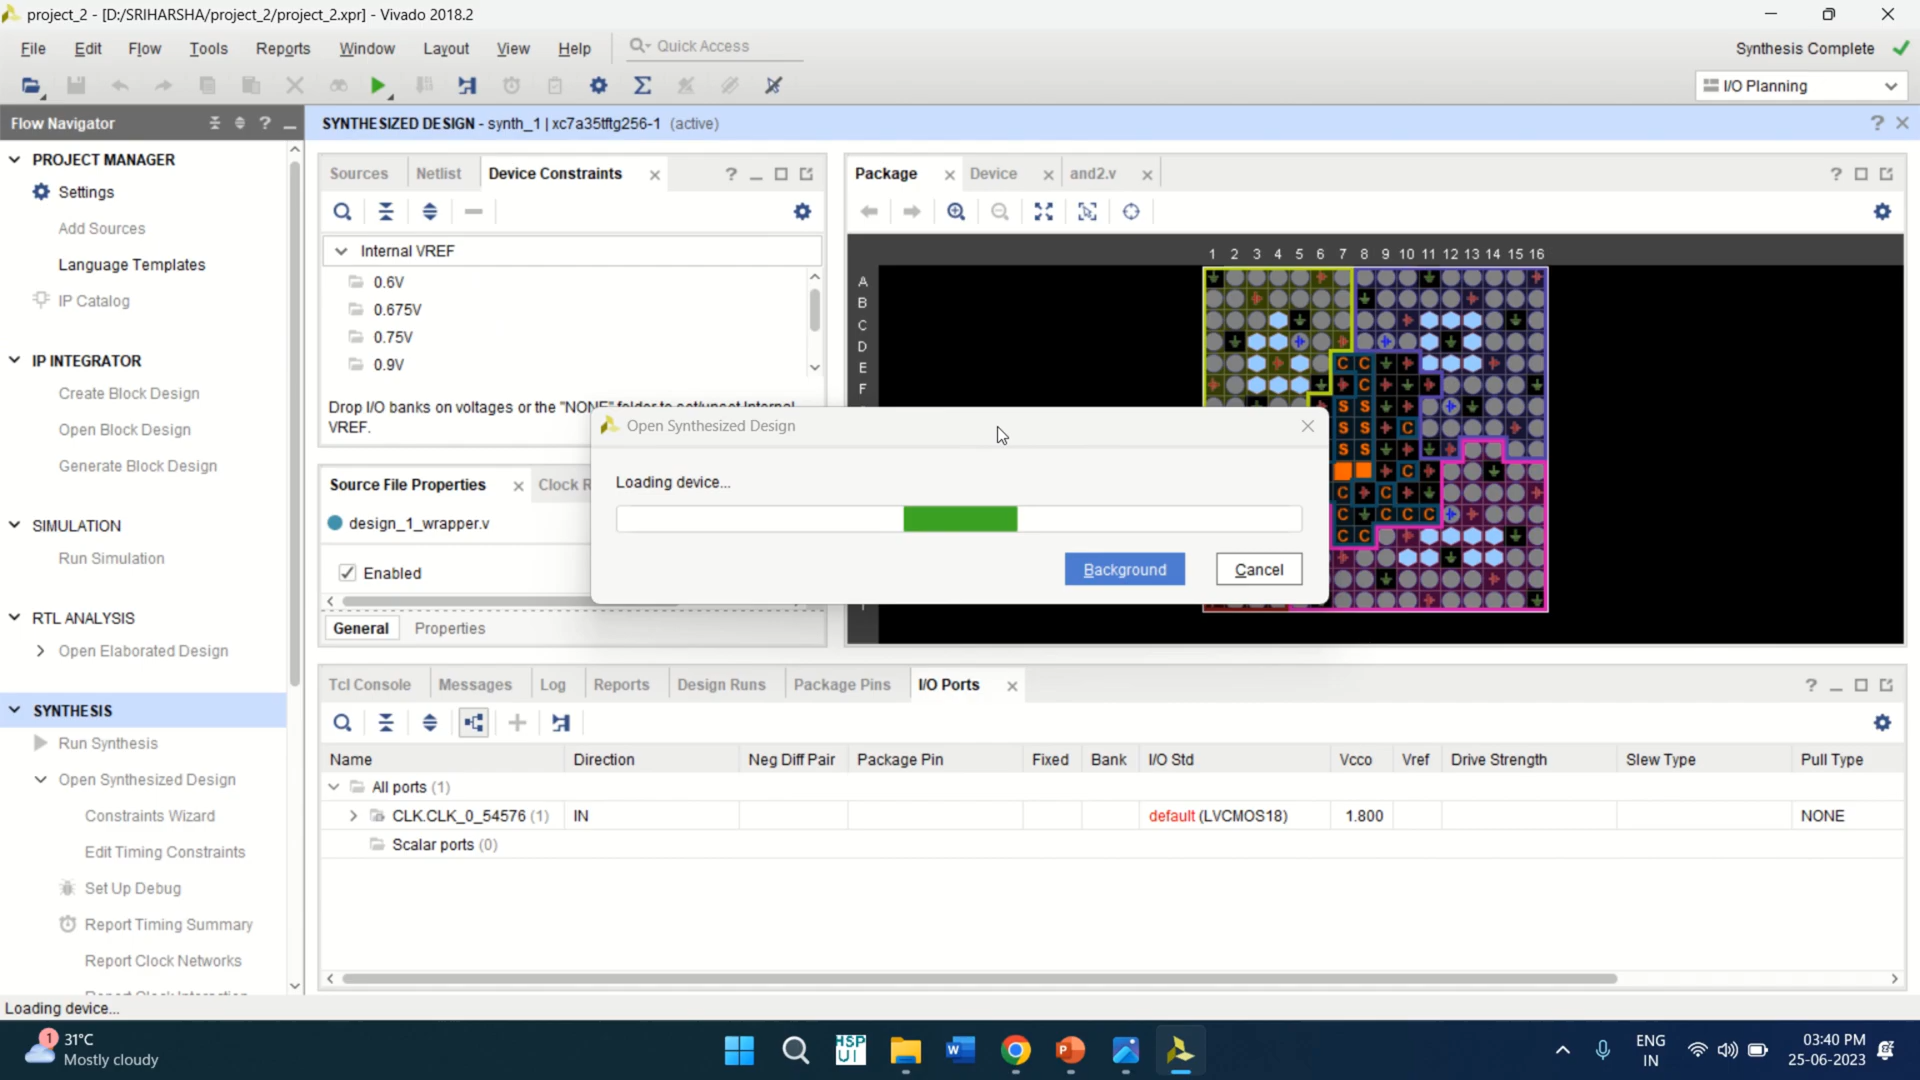 project_2 - [D:/SRIHARSHA/project_2/project_2.xpr] - Vivado 2018.2
File Edit Flow Tools Reports Window Layout View Help Quick Access
Synthesis Complete
I/O Planning
Flow Navigator
SYNTHESIZED DESIGN - synth_1 | xc7a35tftg256-1 (active)
PROJECT MANAGER
Settings
Add Sources
Language Templates
IP Catalog
IP INTEGRATOR
Create Block Design
Open Block Design
Generate Block Design
SIMULATION
Run Simulation
RTL ANALYSIS
Open Elaborated Design
SYNTHESIS
Run Synthesis
Open Synthesized Design
Constraints Wizard
Edit Timing Constraints
Set Up Debug
Report Timing Summary
Report Clock Networks
Sources Netlist Device Constraints
Internal VREF
0.6V
0.675V
0.75V
0.9V
Drop I/O banks on voltages or the "NONE" folder to set/unset Internal
VREF.
Source File Properties Clock R
design_1_wrapper.v
Enabled
General Properties
Package Device and2.v
1 2 3 4 5 6 7 8 9 10 11 12 13 14 15 16
A
B
C
D
E
F
Open Synthesized Design
Loading device...
Background Cancel
Tcl Console Messages Log Reports Design Runs Package Pins I/O Ports
Name Direction Neg Diff Pair Package Pin Fixed Bank I/O Std Vcco Vref Drive Strength Slew Type Pull Type
All ports (1)
CLK.CLK_0_54576 (1) IN default (LVCMOS18) 1.800 NONE
Scalar ports (0)
Loading device...
1
31°C
Mostly cloudy
HSP
UI
ENG
IN
03:40 PM
25-06-2023